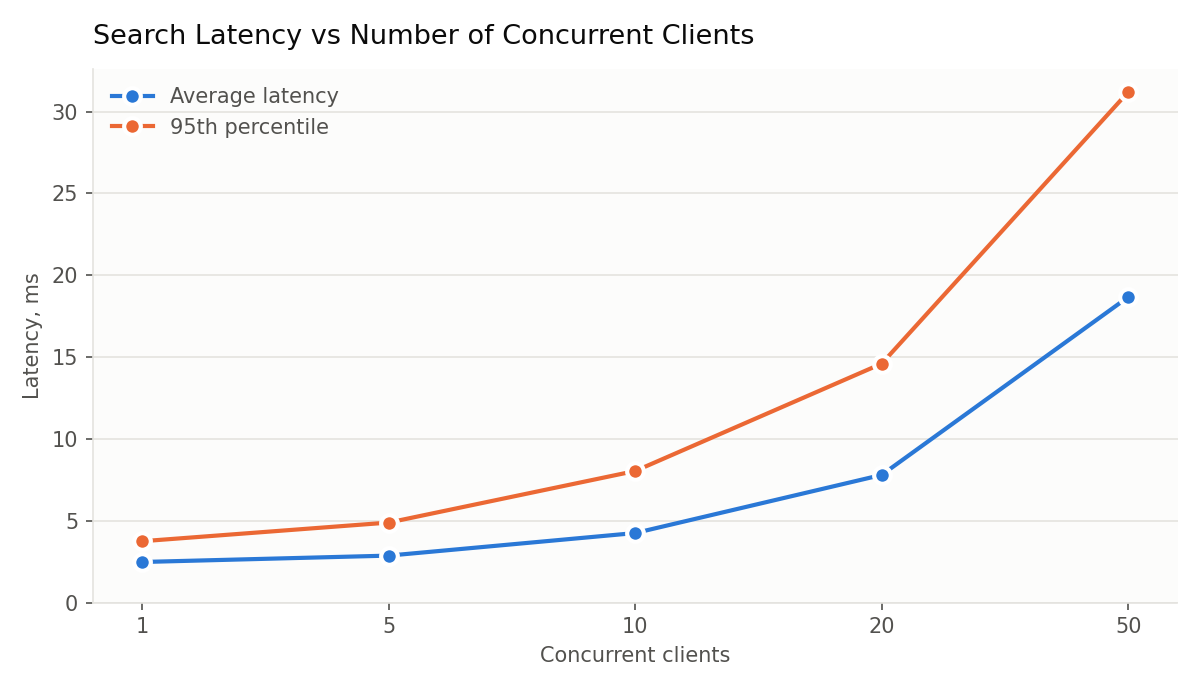 Search Latency vs Number of Concurrent Clients
Average latency
95th percentile
30
25
20
15
10
5
0
Latency, ms
1 5 10 20 50
Concurrent clients